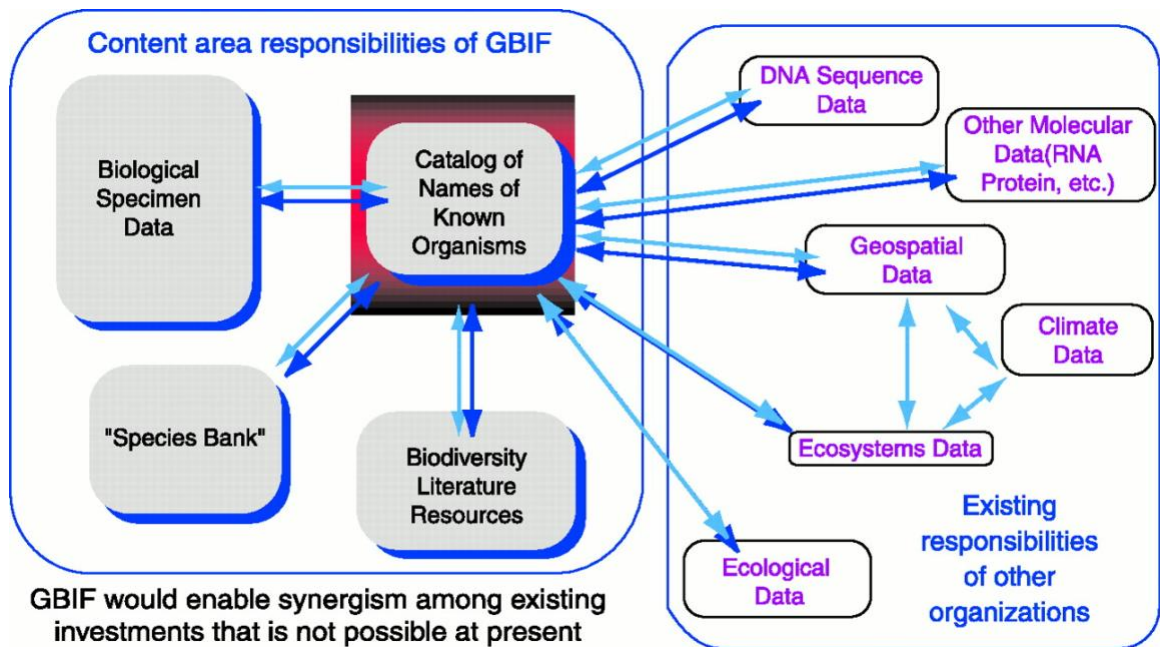 Content area responsibilities of GBIF
Biological
Specimen
Data
Catalog of
Names of
Known
Organisms
"Species Bank"
Biodiversity
Literature
Resources
GBIF would enable synergism among existing
investments that is not possible at present
DNA Sequence
Data
Other Molecular
Data(RNA
Protein, etc.)
Geospatial
Data
Climate
Data
Ecosystems Data
Ecological
Data
Existing
responsibilities
of other
organizations